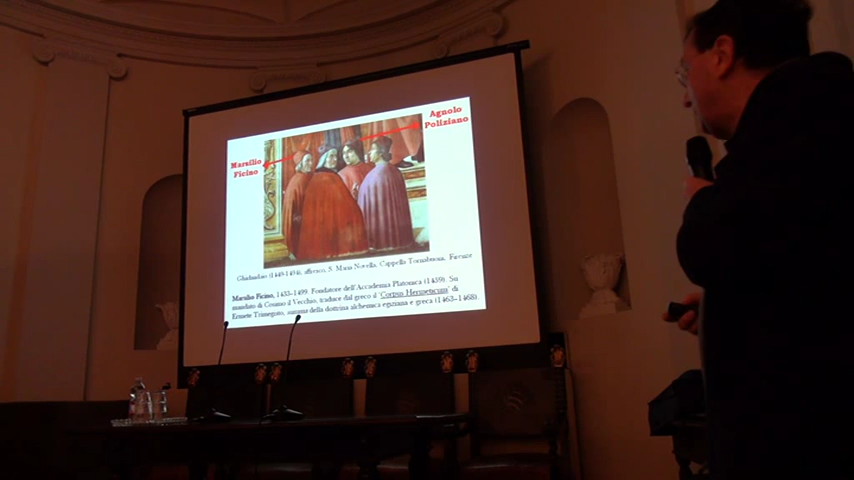 Agnolo
Poliziano
Marsilio
Ficino
Ghirlandaio (1449-1494), affresco, S. Maria Novella, Cappella Tornabuoni, Firenze
Marsilio Ficino, 1433-1499. Fondatore dell'Accademia Platonica (1459). Su
mandato di Cosimo il Vecchio, traduce dal greco il 'Corpus Hermeticum' di
Ermete Trimegisto, summa della dottrina alchemica egiziana e greca (1463-1468).